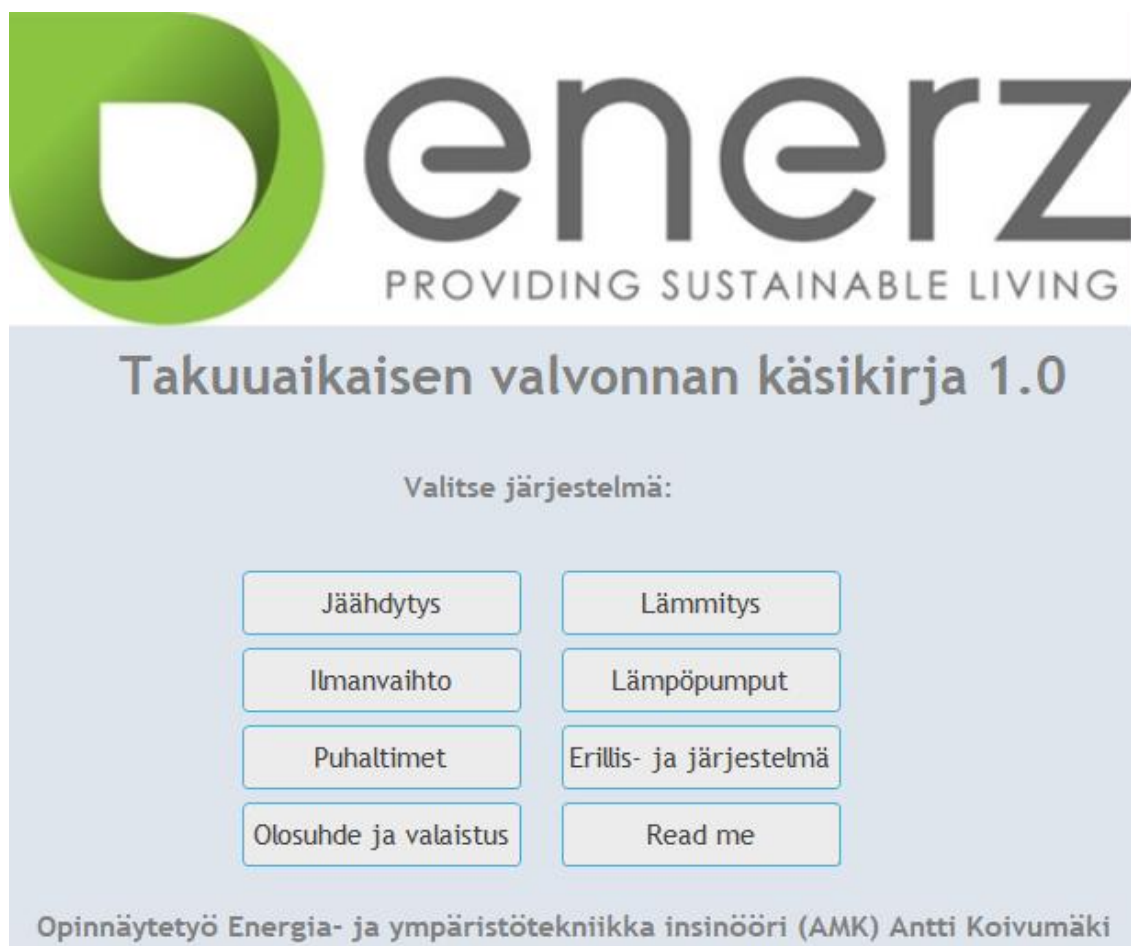 enerz
PROVIDING SUSTAINABLE LIVING
Takuuaikaisen valvonnan käsikirja 1.0
Valitse järjestelmä:
Jäähdytys
Lämmitys
Ilmanvaihto
Lämpöpumput
Puhaltimet
Erillis- ja järjestelmä
Olosuhde ja valaistus
Read me
Opinnäytetyö Energia- ja ympäristötekniikka insinööri (AMK) Antti Koivumäki